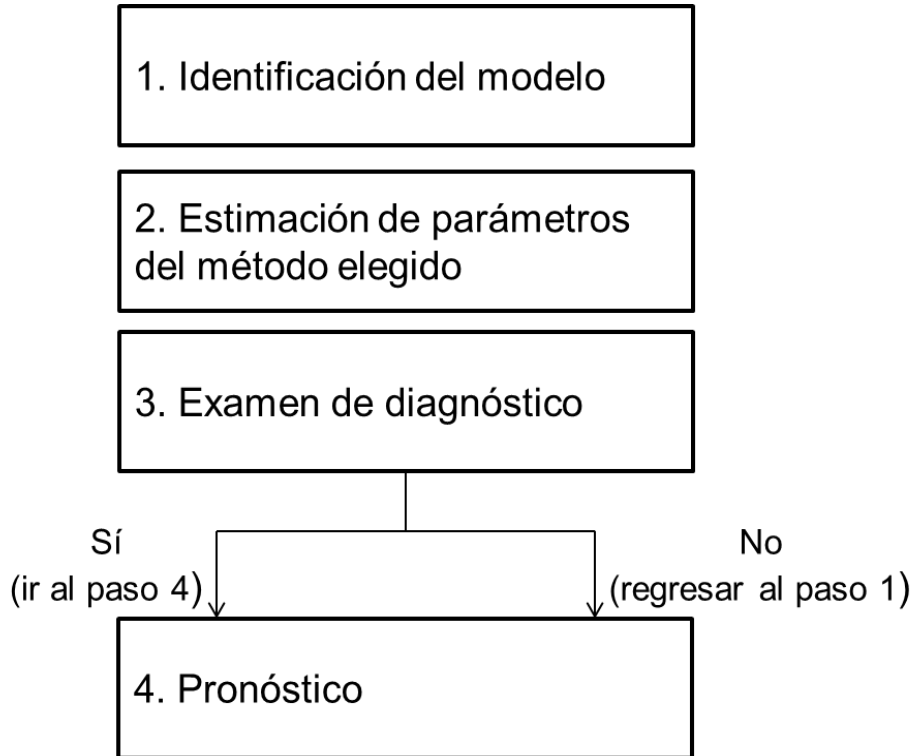 1. Identificación del modelo
2. Estimación de parámetros
del método elegido
3. Examen de diagnóstico
Sí
(ir al paso 4)
No
(regresar al paso 1)
4. Pronóstico